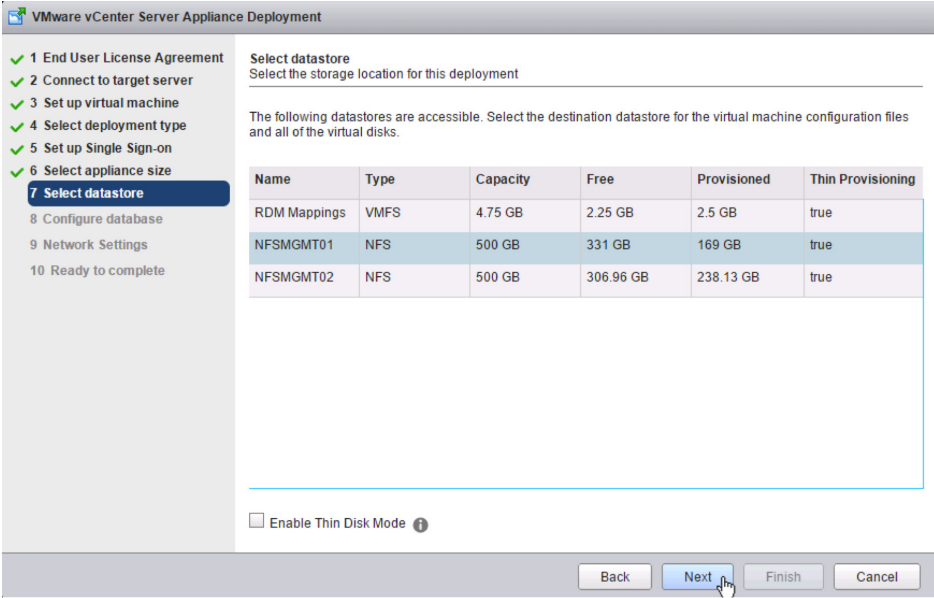 VMware vCenter Server Appliance Deployment
1 End User License Agreement
2 Connect to target server
3 Set up virtual machine
4 Select deployment type
5 Set up Single Sign-on
6 Select appliance size
7 Select datastore
8 Configure database
9 Network Settings
10 Ready to complete
Select datastore
Select the storage location for this deployment
The following datastores are accessible. Select the destination datastore for the virtual machine configuration files
and all of the virtual disks.
Name Type Capacity Free Provisioned Thin Provisioning
RDM Mappings VMFS 4.75 GB 2.25 GB 2.5 GB true
NFSMGMT01 NFS 500 GB 331 GB 169 GB true
NFSMGMT02 NFS 500 GB 306.96 GB 238.13 GB true
Enable Thin Disk Mode
Back Next Finish Cancel